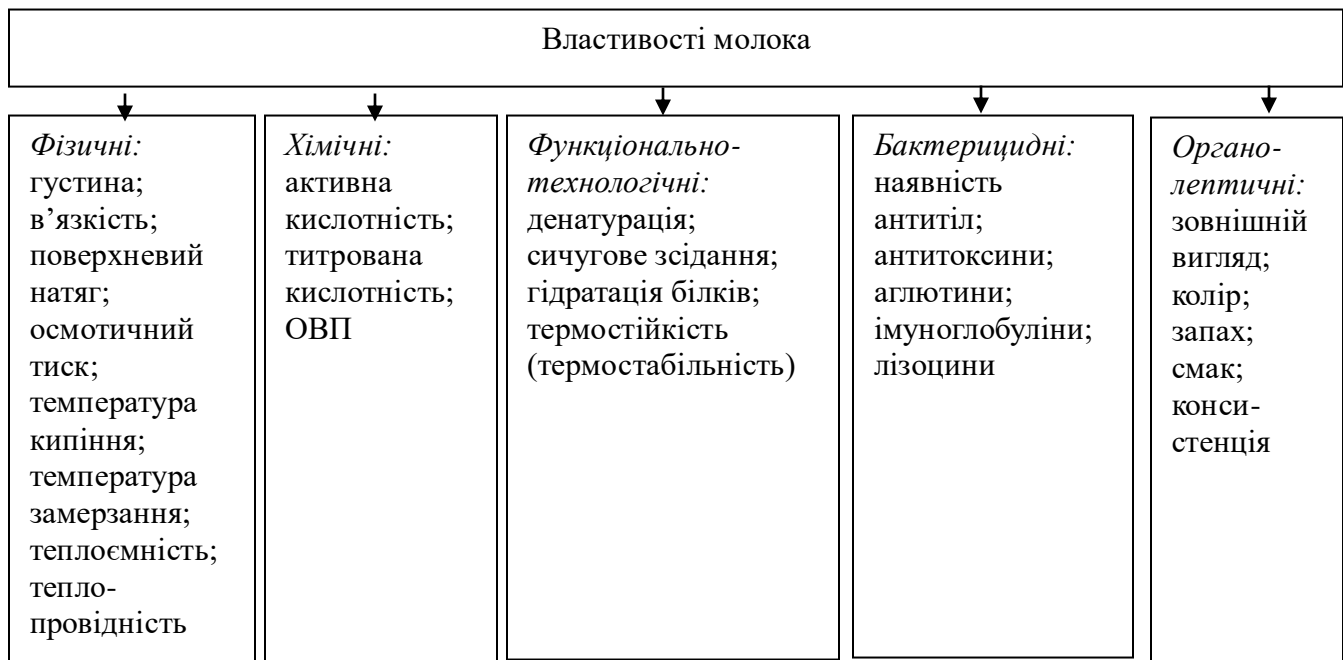 Властивості молока
Фізичні:
густина;
в’язкість;
поверхневий
натяг;
осмотичний
тиск;
температура
кипіння;
температура
замерзання;
теплоємність;
тепло-
провідність
Хімічні:
активна
кислотність;
титрована
кислотність;
ОВП
Функціонально-
технологічні:
денатурація;
сичугове зсідання;
гідратація білків;
термостійкість
(термостабільність)
Бактерицидні:
наявність
антитіл;
антитоксини;
аглютини;
імуноглобуліни;
лізоцини
Органо-
лептичні:
зовнішній
вигляд;
колір;
запах;
смак;
конси-
стенція